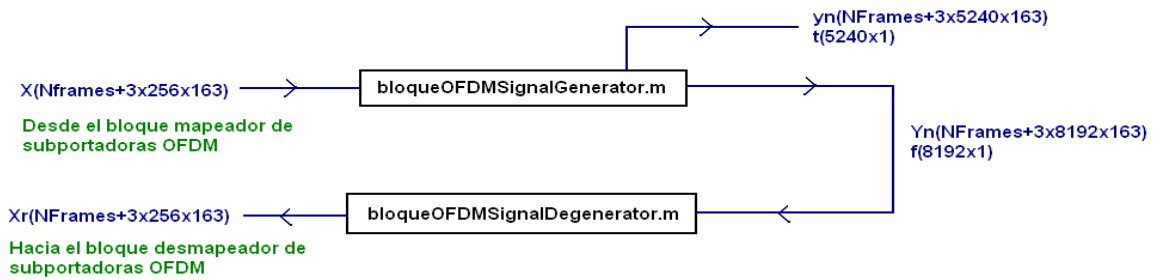 yn(NFrames+3x5240x163)
t(5240x1)
X(Nframes+3x256x163)
bloqueOFDMSignalGenerator.m
Desde el bloque mapeador de
subportadoras OFDM
Yn(NFrames+3x8192x163)
f(8192x1)
Xr(NFrames+3x256x163)
bloqueOFDMSignalDegenerator.m
Hacia el bloque desmapeador de
subportadoras OFDM